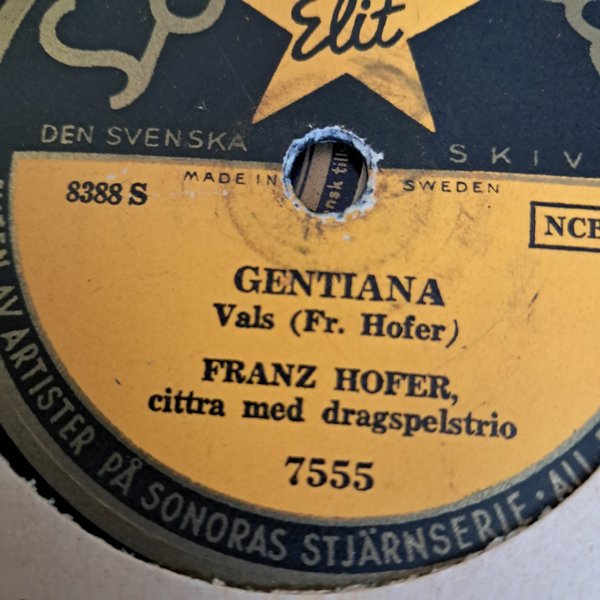 Elit
DEN SVENSKA SKIV
8388 S
MADE IN SWEDEN
NCB
GENTIANA
Vals (Fr. Hofer)
FRANZ HOFER,
cittra med dragspelstrio
7555
AV ARTISTER PÅ SONORAS STJÄRNSERIE